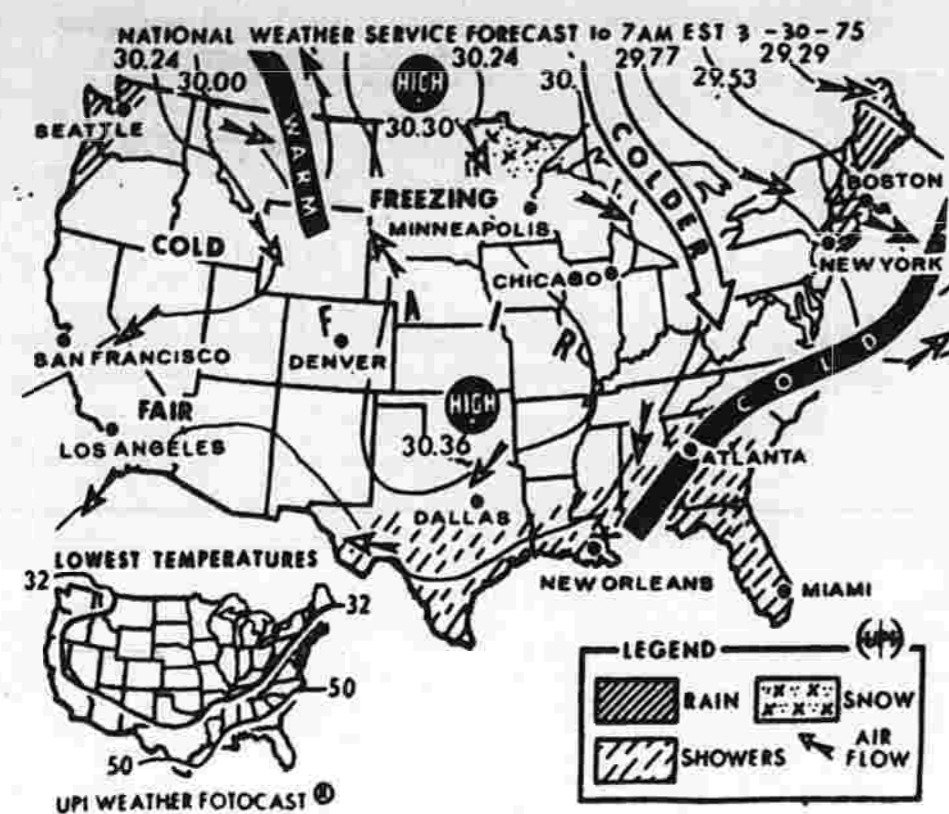 NATIONAL WEATHER SERVICE FORECAST to 7AM EST 3 -30-75
30.24
30.00
30.24
30.
29.77
29.53
29.29
HIGH
30.30
WARM
COLDER
SEATTLE
FREEZING
MINNEAPOLIS
BOSTON
COLD
NEW YORK
CHICAGO
FAIR
SAN FRANCISCO
DENVER
COLD
HIGH
30.36
FAIR
LOS ANGELES
ATLANTA
DALLAS
NEW ORLEANS
MIAMI
LOWEST TEMPERATURES
32
32
50
50
UPI WEATHER FOTOCAST ®
LEGEND
UPI
RAIN
SNOW
SHOWERS
AIR
FLOW